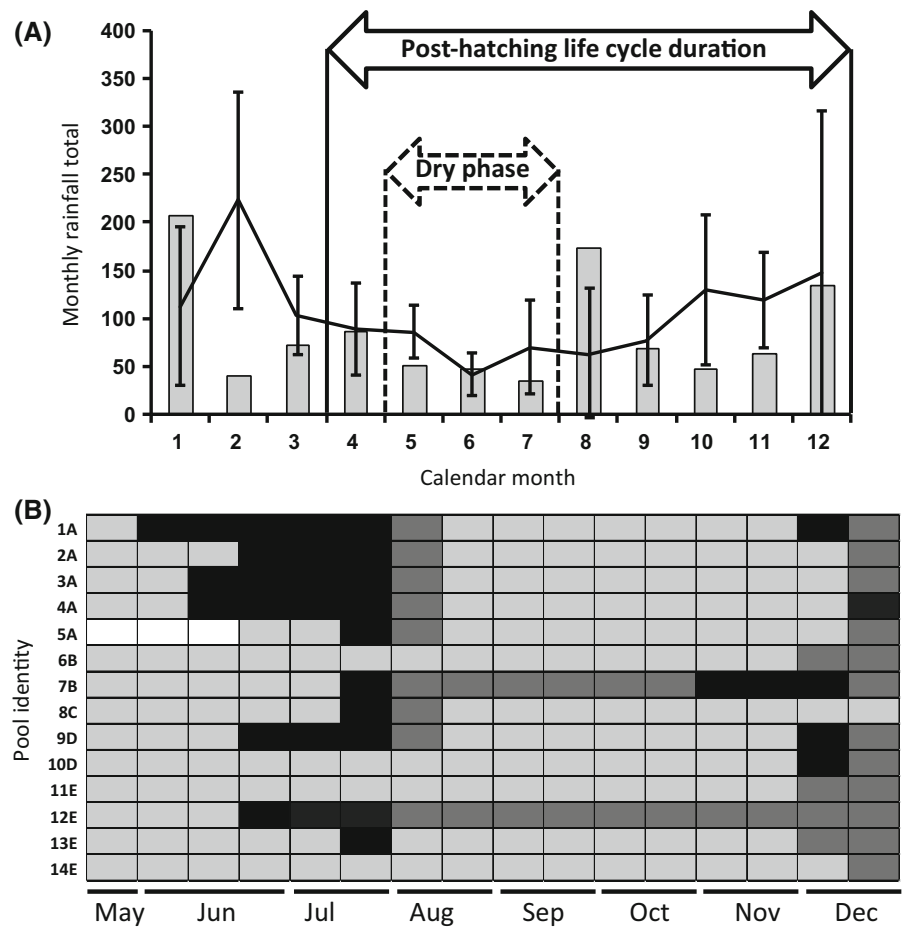 (A)
Monthly rainfall total
400
350
300
250
200
150
100
50
0
Post-hatching life cycle duration
Dry phase
1 2 3 4 5 6 7 8 9 10 11 12
Calendar month
(B)
Pool identity
1A
2A
3A
4A
5A
6B
7B
8C
9D
10D
11E
12E
13E
14E
May Jun Jul Aug Sep Oct Nov Dec